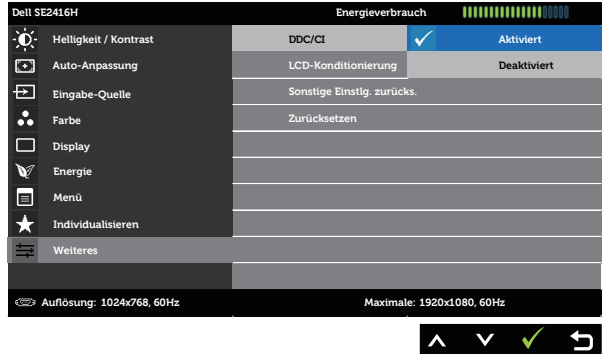 Dell SE2416H Energieverbrauch
Helligkeit / Kontrast DDC/CI Aktiviert
Auto-Anpassung LCD-Konditionierung Deaktiviert
Eingabe-Quelle Sonstige Einstlg. zurücks.
Farbe Zurücksetzen
Display
Energie
Menü
Individualisieren
Weiteres
Auflösung: 1024x768, 60Hz Maximale: 1920x1080, 60Hz